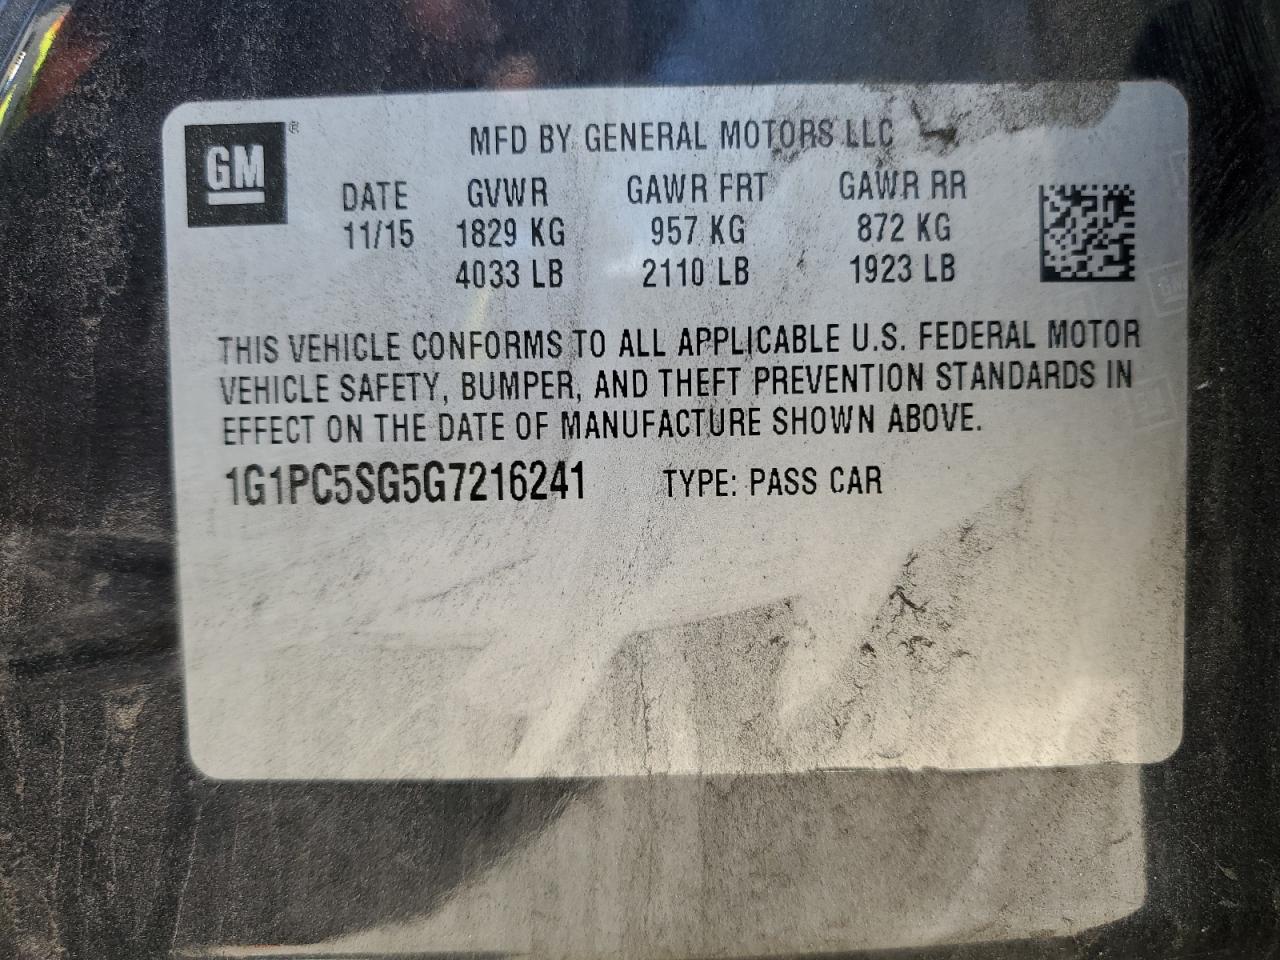 GM®
MFD BY GENERAL MOTORS LLC
DATE GVWR GAWR FRT GAWR RR
11/15 1829 KG 957 KG 872 KG
4033 LB 2110 LB 1923 LB
THIS VEHICLE CONFORMS TO ALL APPLICABLE U.S. FEDERAL MOTOR
VEHICLE SAFETY, BUMPER, AND THEFT PREVENTION STANDARDS IN
EFFECT ON THE DATE OF MANUFACTURE SHOWN ABOVE.
1G1PC5SG5G7216241 TYPE: PASS CAR